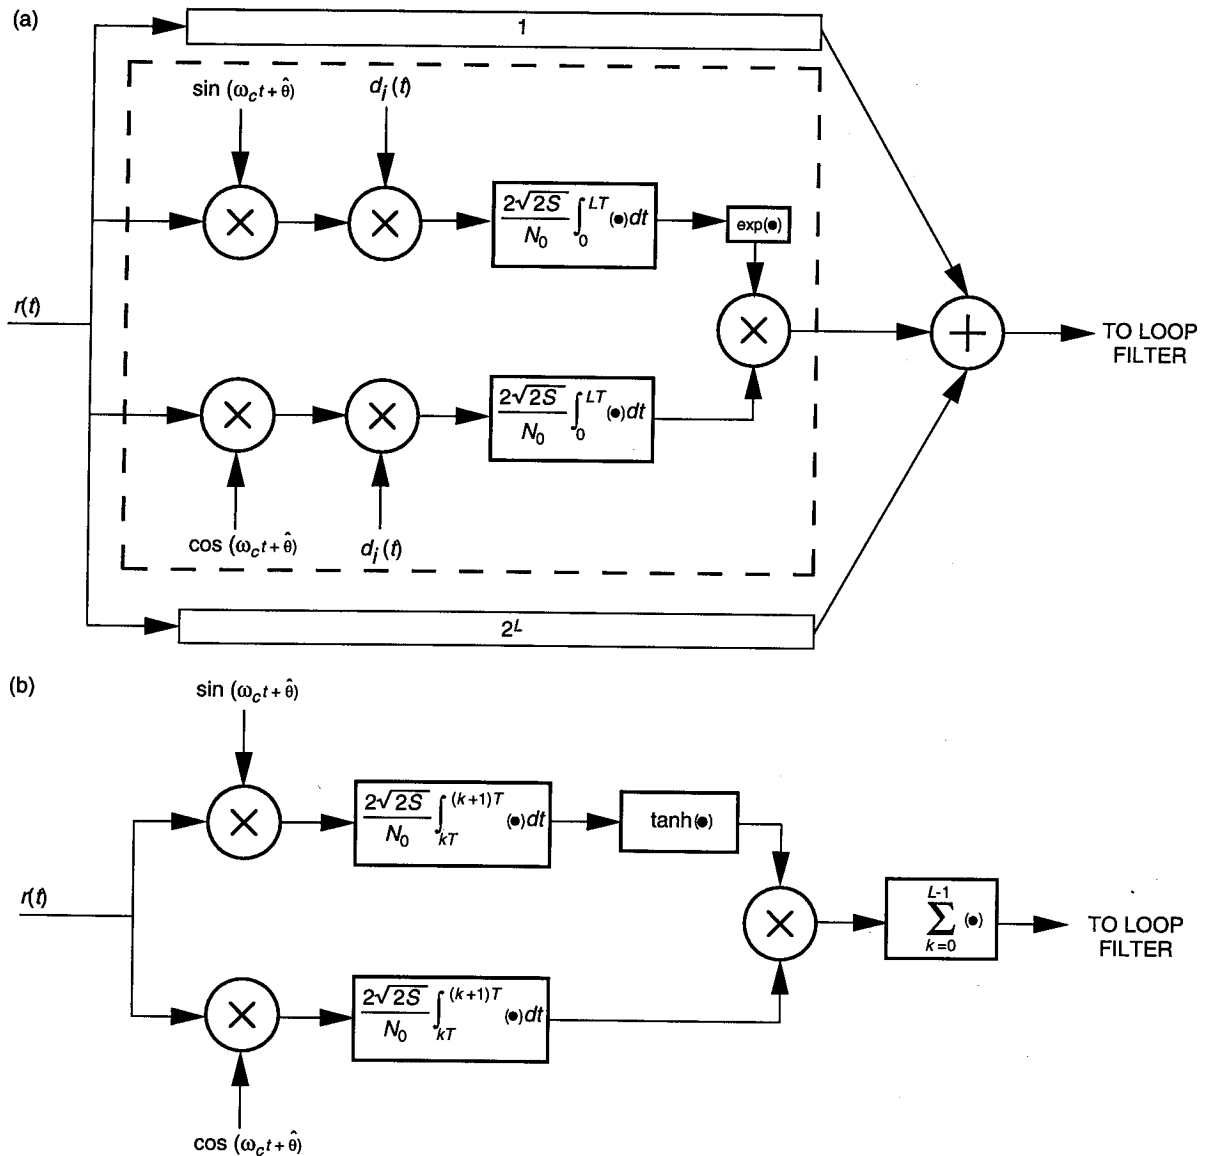 (a)
1
sin (ω_c t + θ̂)
d_i (t)
2√2S / N_0 ∫_0^LT (•)dt
exp(•)
×
×
r(t)
×
+
TO LOOP
FILTER
×
×
2√2S / N_0 ∫_0^LT (•)dt
cos (ω_c t + θ̂)
d_i (t)
2^L
(b)
sin (ω_c t + θ̂)
×
2√2S / N_0 ∫_kT^(k+1)T (•)dt
tanh(•)
r(t)
×
L-1
∑ (•)
k=0
TO LOOP
FILTER
×
2√2S / N_0 ∫_kT^(k+1)T (•)dt
cos (ω_c t + θ̂)